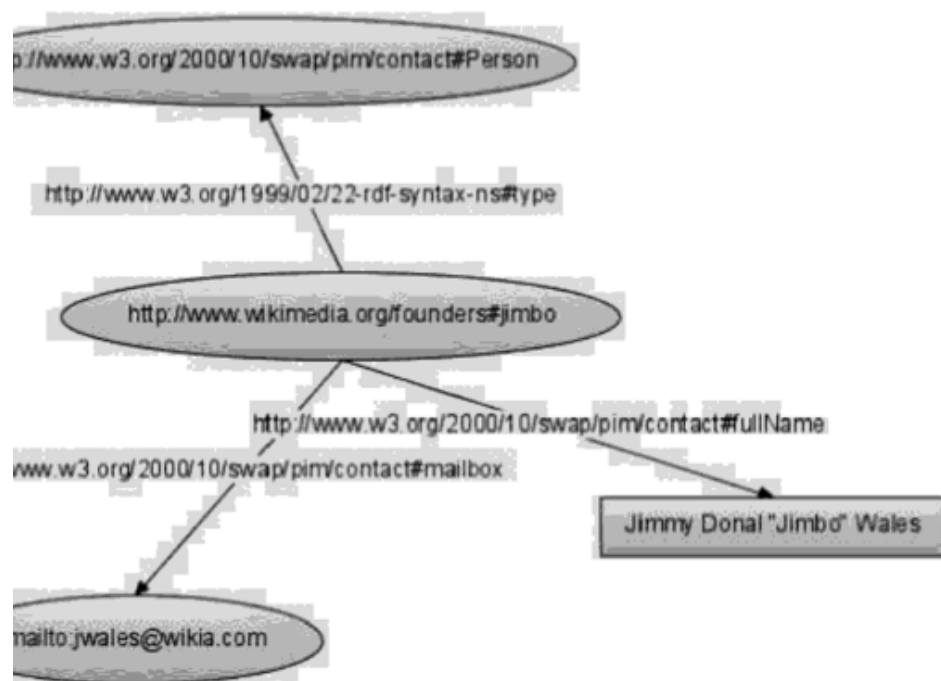 p://www.w3.org/2000/10/swap/pim/contact#Person
http://www.w3.org/1999/02/22-rdf-syntax-ns#type
http://www.wikimedia.org/founders#jimbo
http://www.w3.org/2000/10/swap/pim/contact#fullName
www.w3.org/2000/10/swap/pim/contact#mailbox
Jimmy Donal "Jimbo" Wales
mailto:jwales@wikia.com